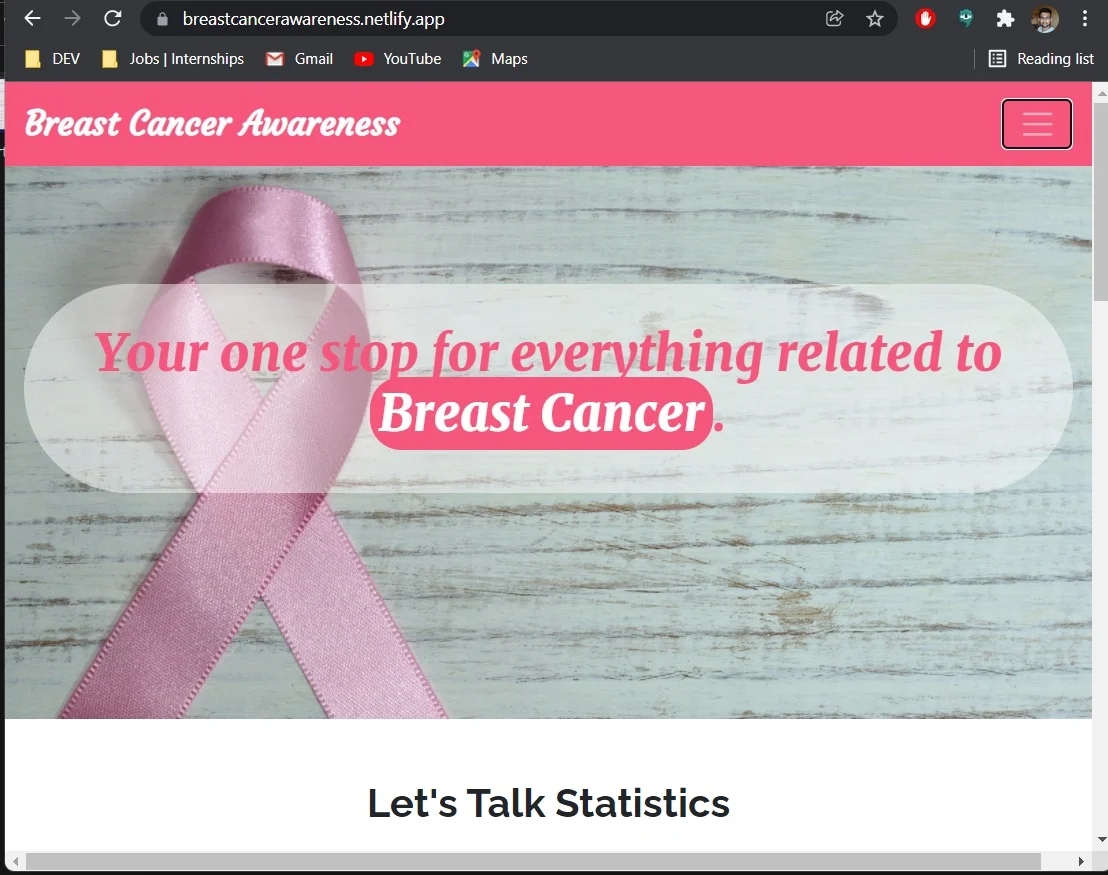 breastcancerawareness.netlify.app
DEV Jobs | Internships Gmail YouTube Maps Reading list
Breast Cancer Awareness
Your one stop for everything related to
Breast Cancer.
Let's Talk Statistics